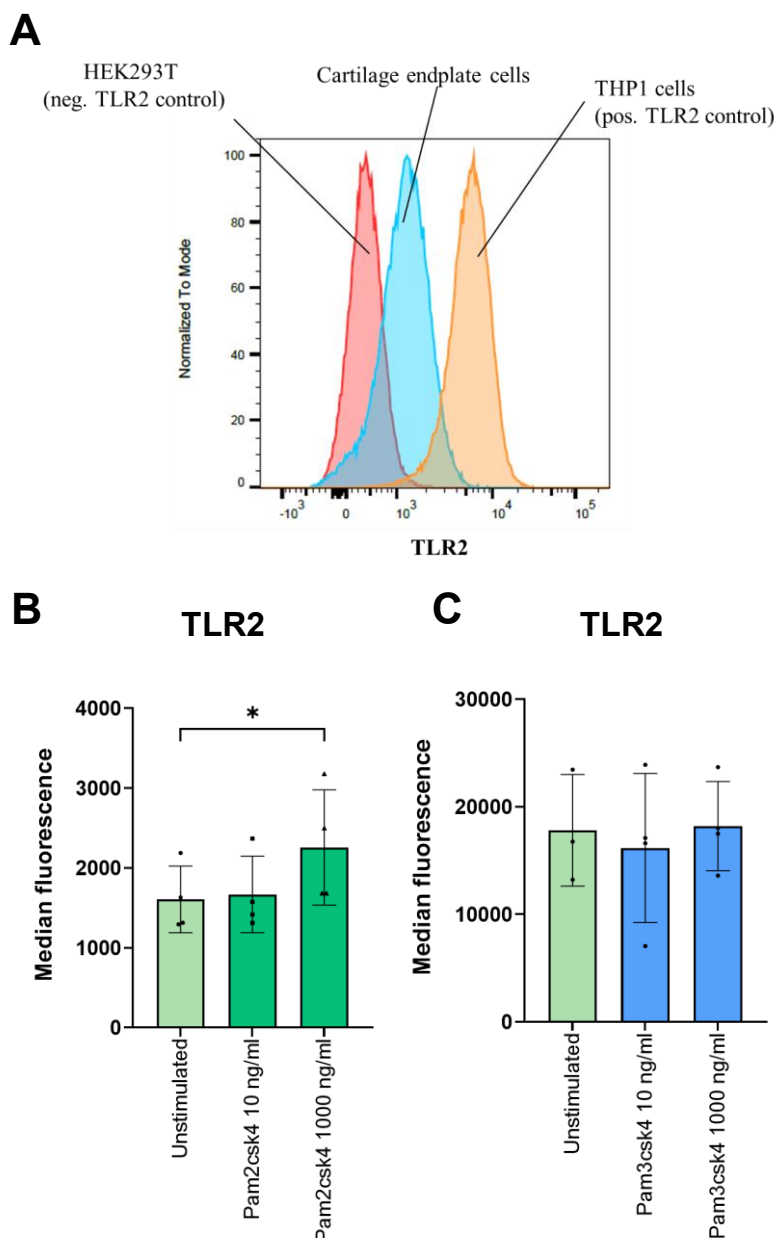 A
HEK293T
(neg. TLR2 control)
Cartilage endplate cells
THP1 cells
(pos. TLR2 control)
Normalized To Mode
100
80
60
40
20
0
-10³
0
10³
10⁴
10⁵
TLR2
B
TLR2
Median fluorescence
4000
3000
2000
1000
0
*
Unstimulated
Pam2csk4 10 ng/ml
Pam2csk4 1000 ng/ml
C
TLR2
Median fluorescence
30000
20000
10000
0
Unstimulated
Pam3csk4 10 ng/ml
Pam3csk4 1000 ng/ml